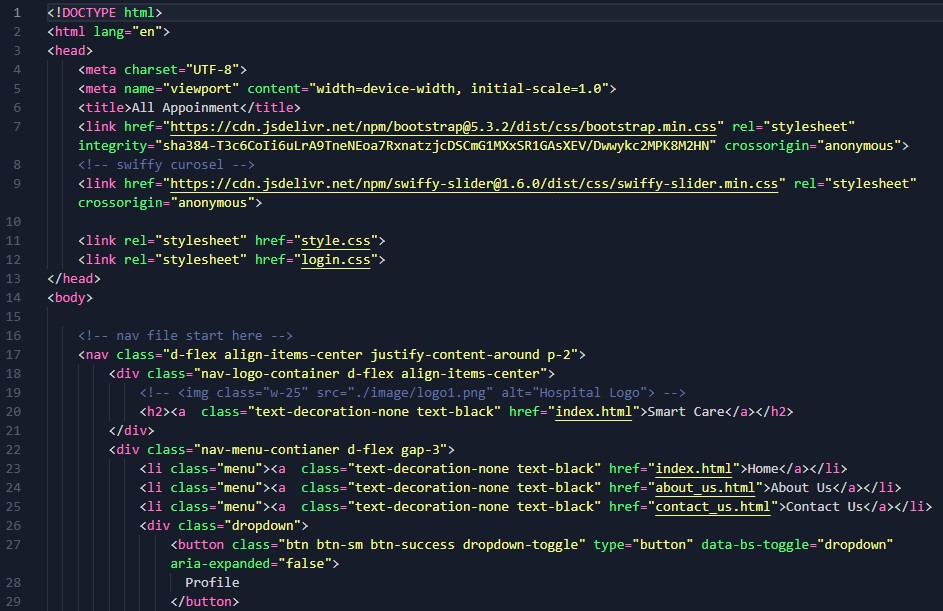 1 <!DOCTYPE html>
2 <html lang="en">
3 <head>
4 <meta charset="UTF-8">
5 <meta name="viewport" content="width=device-width, initial-scale=1.0">
6 <title>All Appoinment</title>
7 <link href="https://cdn.jsdelivr.net/npm/bootstrap@5.3.2/dist/css/bootstrap.min.css" rel="stylesheet"
integrity="sha384-T3c6CoIi6uLrA9TneNEoa7RxnatzjcDSCmG1MXxSR1GAsXEV/Dwwykc2MPK8M2HN" crossorigin="anonymous">
8 <!-- swiffy curosel -->
9 <link href="https://cdn.jsdelivr.net/npm/swiffy-slider@1.6.0/dist/css/swiffy-slider.min.css" rel="stylesheet"
crossorigin="anonymous">
10
11 <link rel="stylesheet" href="style.css">
12 <link rel="stylesheet" href="login.css">
13 </head>
14 <body>
15
16 <!-- nav file start here -->
17 <nav class="d-flex align-items-center justify-content-around p-2">
18 <div class="nav-logo-container d-flex align-items-center">
19 <!-- <img class="w-25" src="./image/logo1.png" alt="Hospital Logo"> -->
20 <h2><a  class="text-decoration-none text-black" href="index.html">Smart Care</a></h2>
21 </div>
22 <div class="nav-menu-contianer d-flex gap-3">
23 <li class="menu"><a  class="text-decoration-none text-black" href="index.html">Home</a></li>
24 <li class="menu"><a  class="text-decoration-none text-black" href="about_us.html">About Us</a></li>
25 <li class="menu"><a  class="text-decoration-none text-black" href="contact_us.html">Contact Us</a></li>
26 <div class="dropdown">
27 <button class="btn btn-sm btn-success dropdown-toggle" type="button" data-bs-toggle="dropdown"
aria-expanded="false">
28 Profile
29 </button>